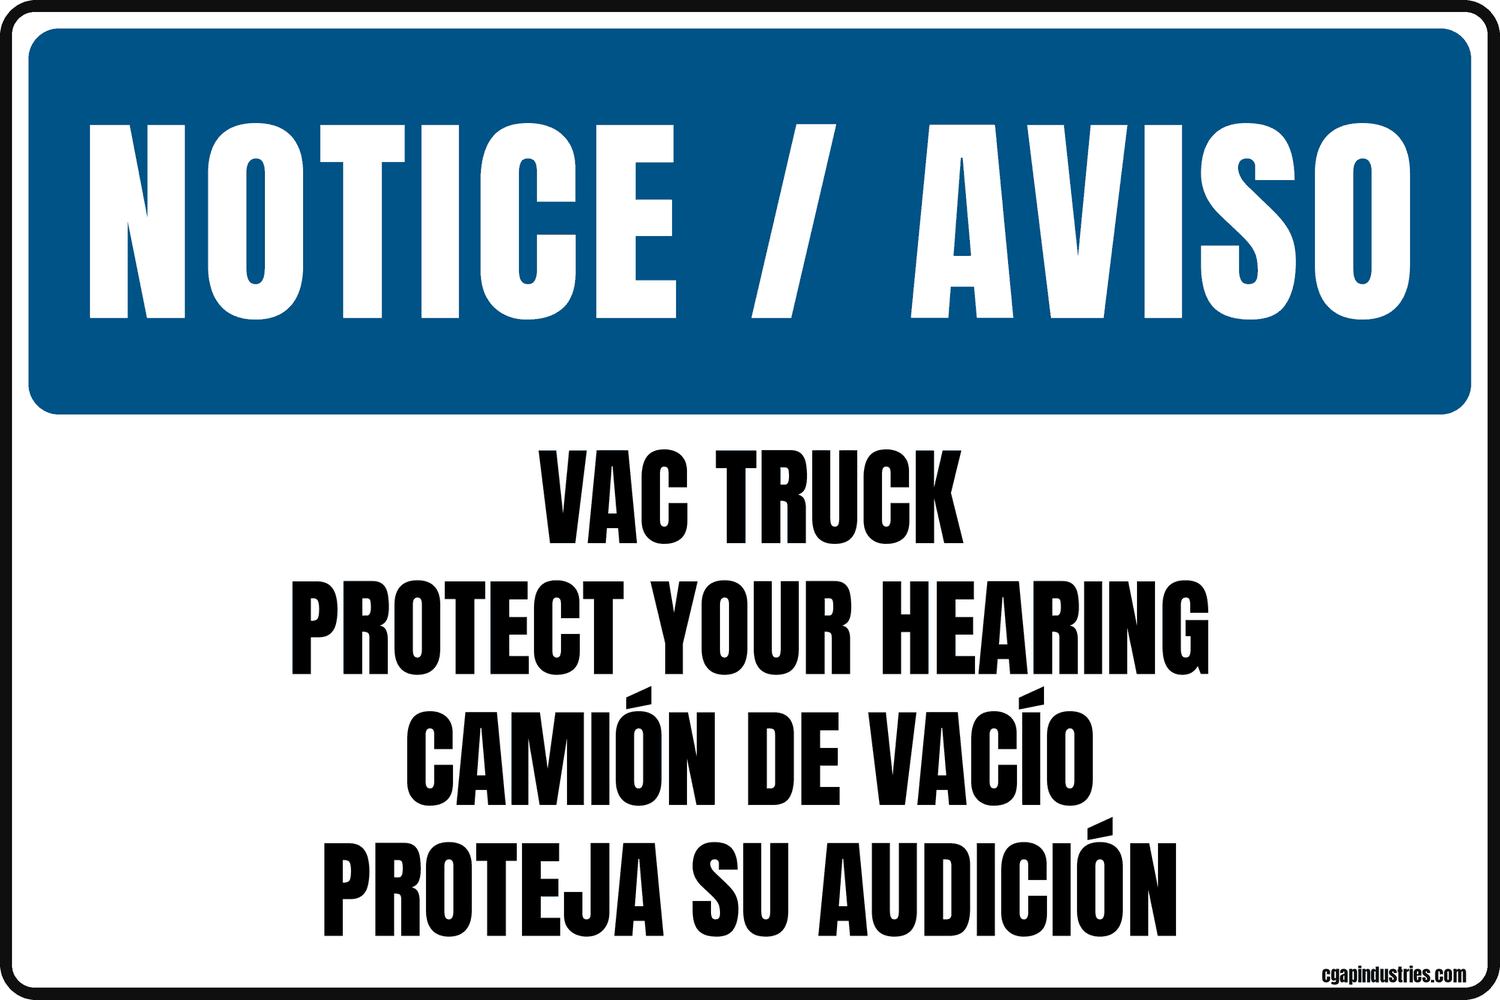 NOTICE / AVISO
VAC TRUCK
PROTECT YOUR HEARING
CAMIÓN DE VACÍO
PROTEJA SU AUDICIÓN
cgapindustries.com